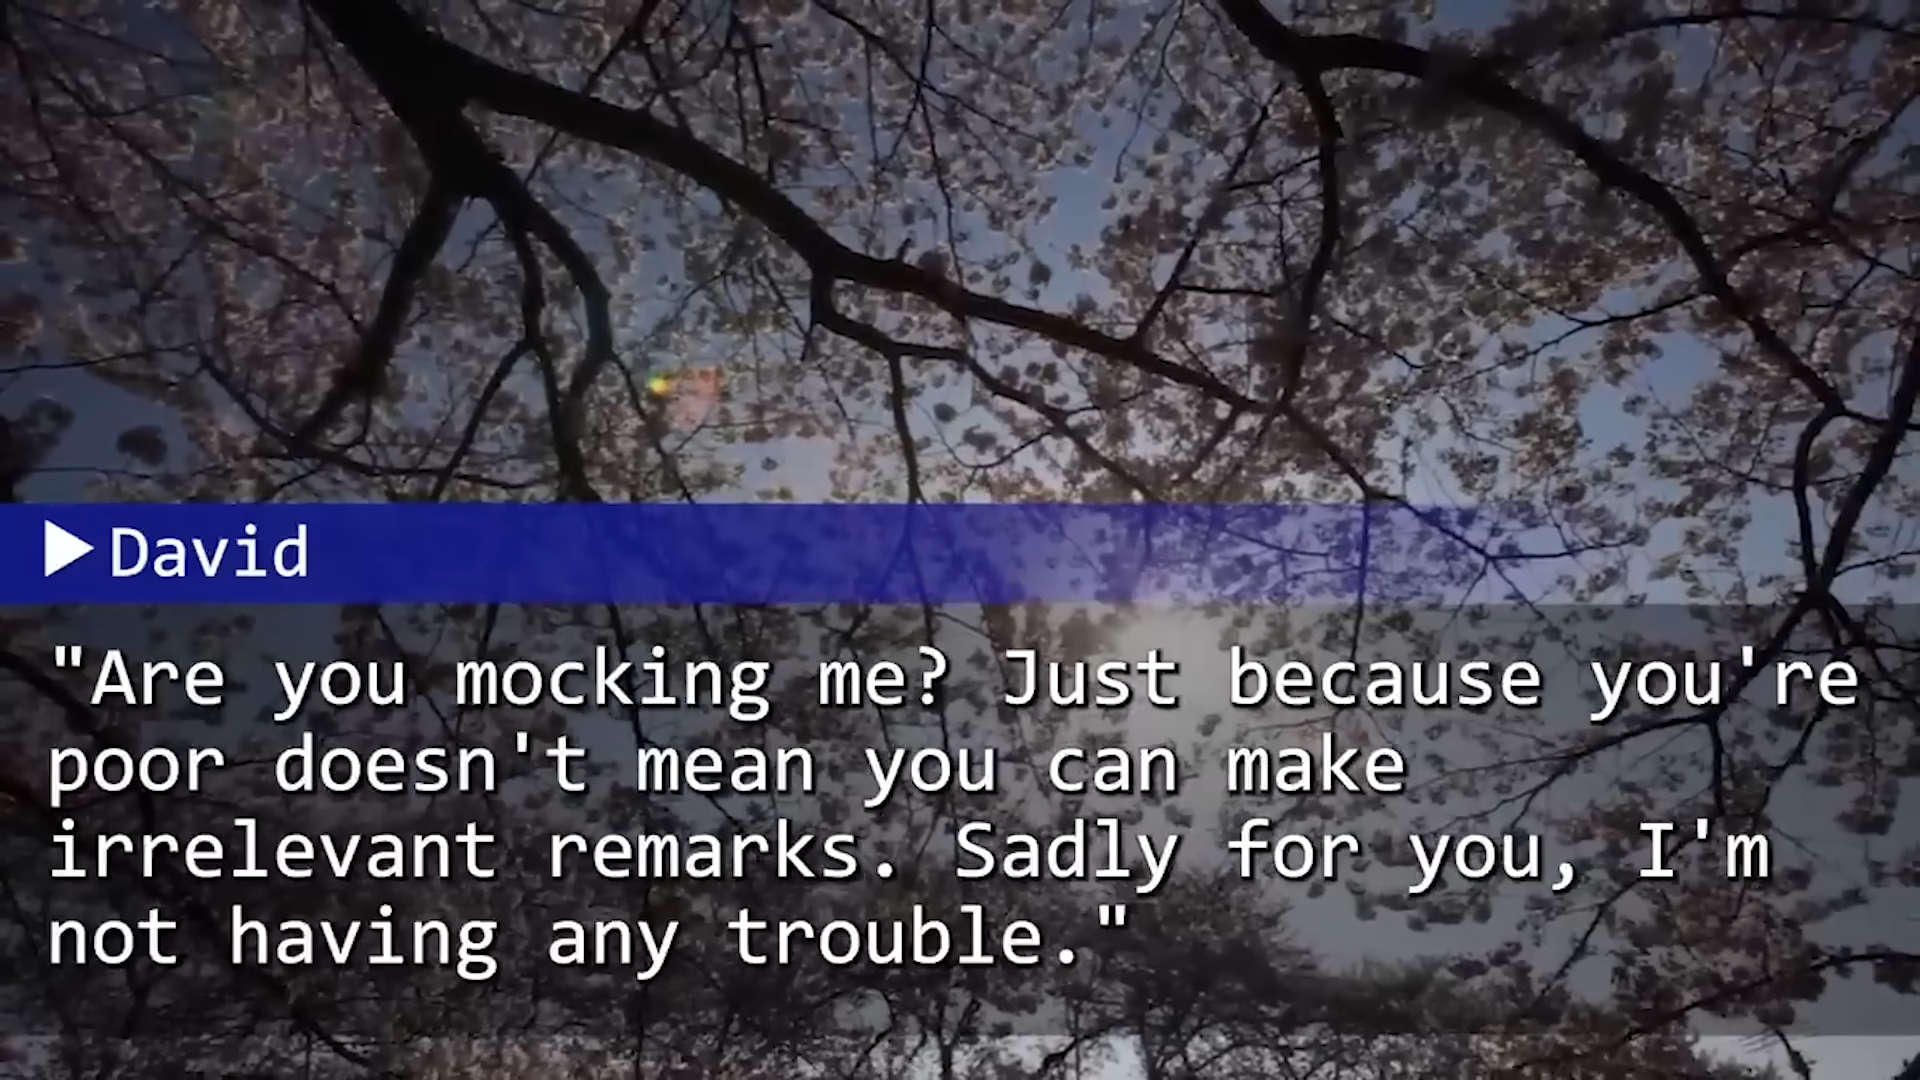 ▶David
"Are you mocking me? Just because you're
poor doesn't mean you can make
irrelevant remarks. Sadly for you, I'm
not having any trouble."